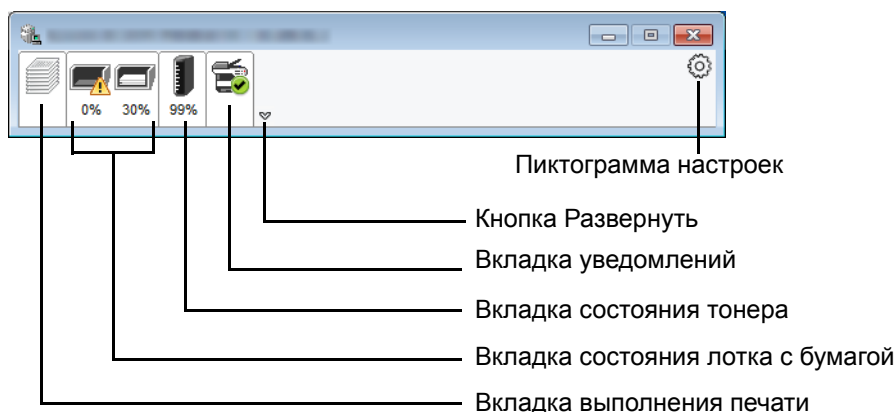 0% 30% 99%
Пиктограмма настроек
Кнопка Развернуть
Вкладка уведомлений
Вкладка состояния тонера
Вкладка состояния лотка с бумагой
Вкладка выполнения печати